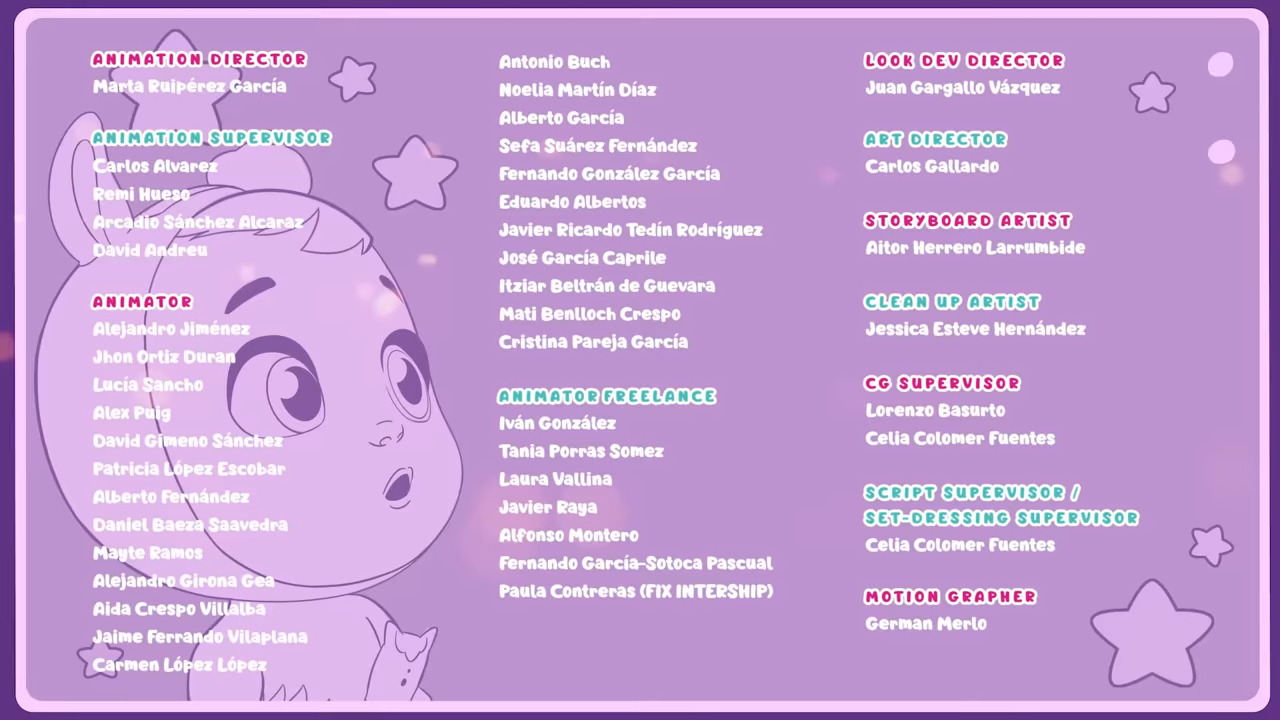 ANIMATION DIRECTOR
Marta Ruipérez García
ANIMATION SUPERVISOR
Carlos Alvarez
Remi Hueso
Arcadio Sánchez Alcaraz
David Andreu
ANIMATOR
Alejandro Jiménez
Jhon Ortiz Duran
Lucía Sancho
Alex Puig
David Gimeno Sánchez
Patricia López Escobar
Alberto Fernández
Daniel Baeza Saavedra
Mayte Ramos
Alejandro Girona Gea
Aida Crespo Villalba
Jaime Ferrando Vilaplana
Carmen López López
Antonio Buch
Noelia Martín Díaz
Alberto García
Sefa Suárez Fernández
Fernando González García
Eduardo Albertos
Javier Ricardo Tedín Rodríguez
José García Caprile
Itziar Beltrán de Guevara
Mati Benlloch Crespo
Cristina Pareja García
ANIMATOR FREELANCE
Iván González
Tania Porras Somez
Laura Vallina
Javier Raya
Alfonso Montero
Fernando García-Sotoca Pascual
Paula Contreras (FIX INTERSHIP)
LOOK DEV DIRECTOR
Juan Gargallo Vázquez
ART DIRECTOR
Carlos Gallardo
STORYBOARD ARTIST
Aitor Herrero Larrumbide
CLEAN UP ARTIST
Jessica Esteve Hernández
CG SUPERVISOR
Lorenzo Basurto
Celia Colomer Fuentes
SCRIPT SUPERVISOR /
SET-DRESSING SUPERVISOR
Celia Colomer Fuentes
MOTION GRAPHER
German Merlo